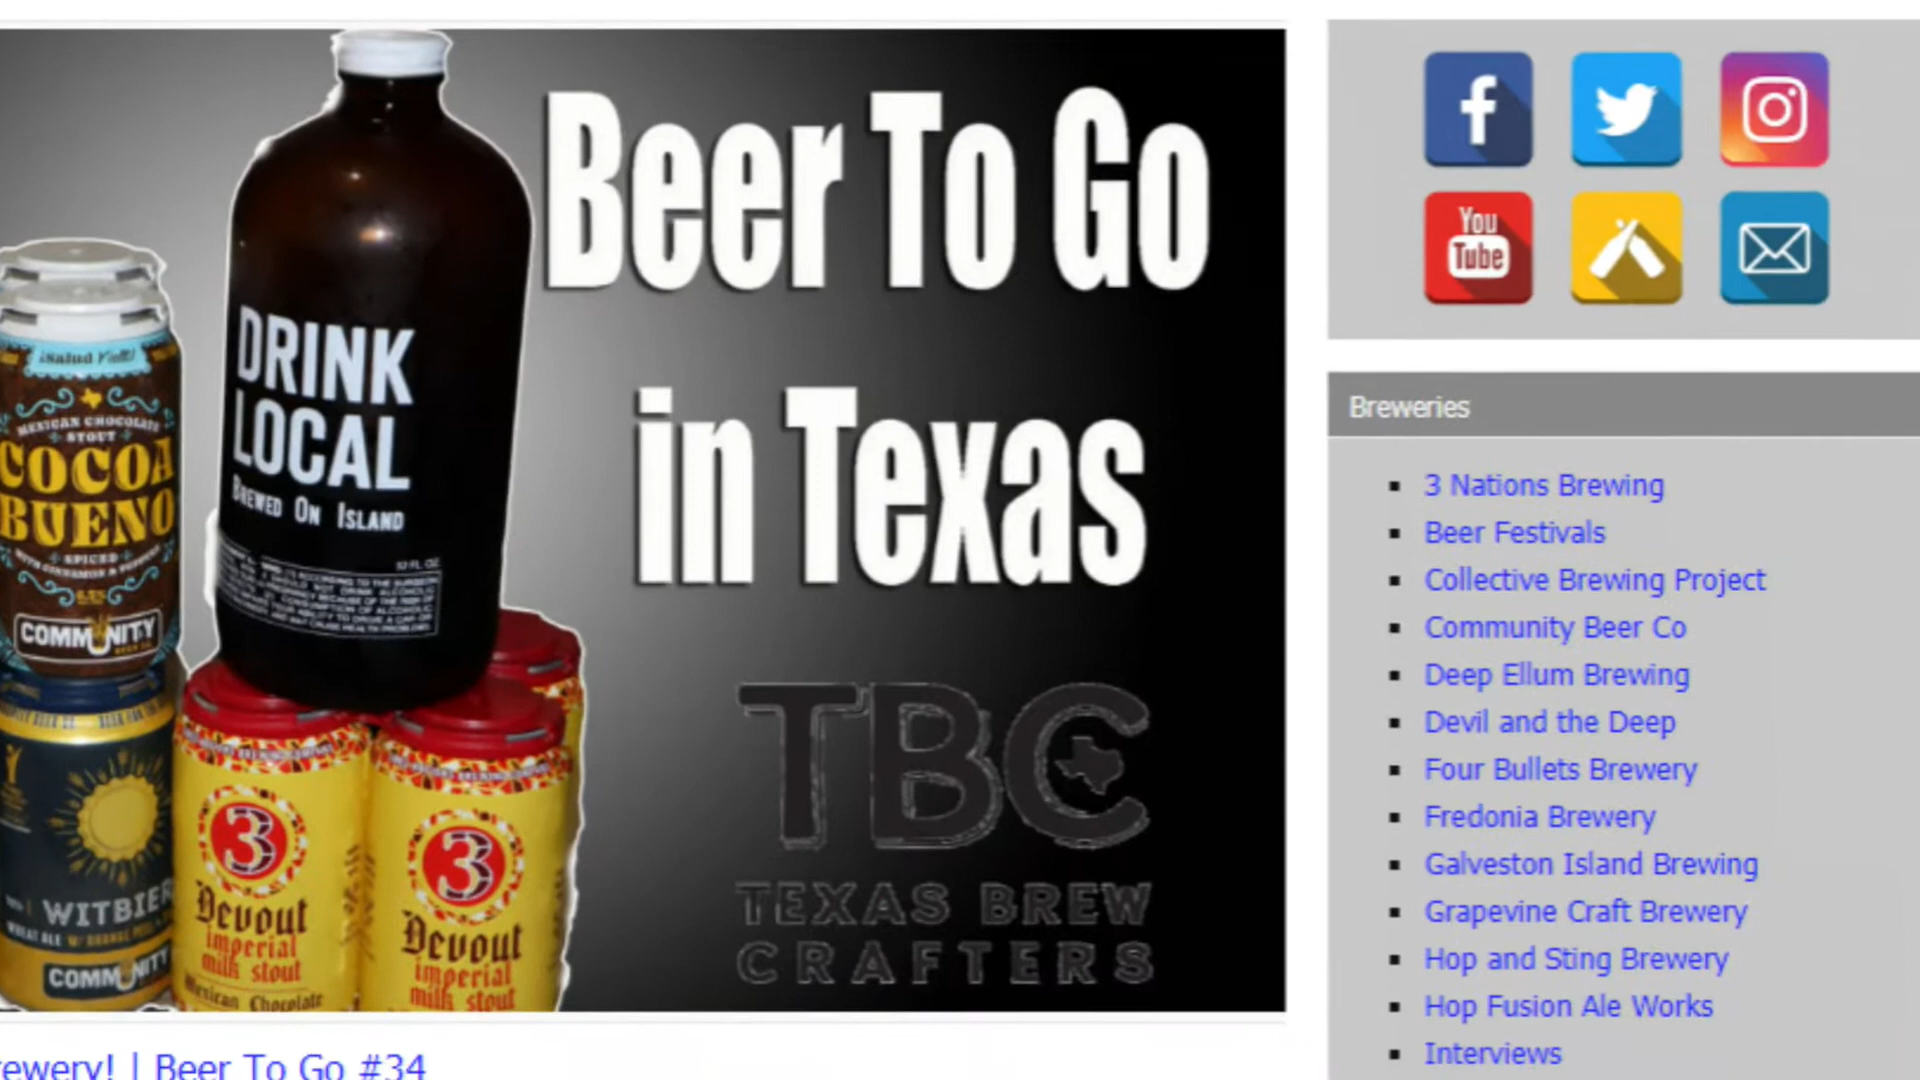 Beer To Go
in Texas
DRINK
LOCAL
BREWED ON ISLAND
¡Salud Y'all!
MEXICAN CHOCOLATE
STOUT
COCOA
BUENO
SPICED
COMMUNITY
WITBIER
COMMUNITY
3
Devout
imperial
milk stout
Mexican Chocolate
3
Devout
imperial
milk stout
TBC
TEXAS BREW
CRAFTERS
rewery! | Beer To Go #34
f
You
Tube
Breweries
3 Nations Brewing
Beer Festivals
Collective Brewing Project
Community Beer Co
Deep Ellum Brewing
Devil and the Deep
Four Bullets Brewery
Fredonia Brewery
Galveston Island Brewing
Grapevine Craft Brewery
Hop and Sting Brewery
Hop Fusion Ale Works
Interviews